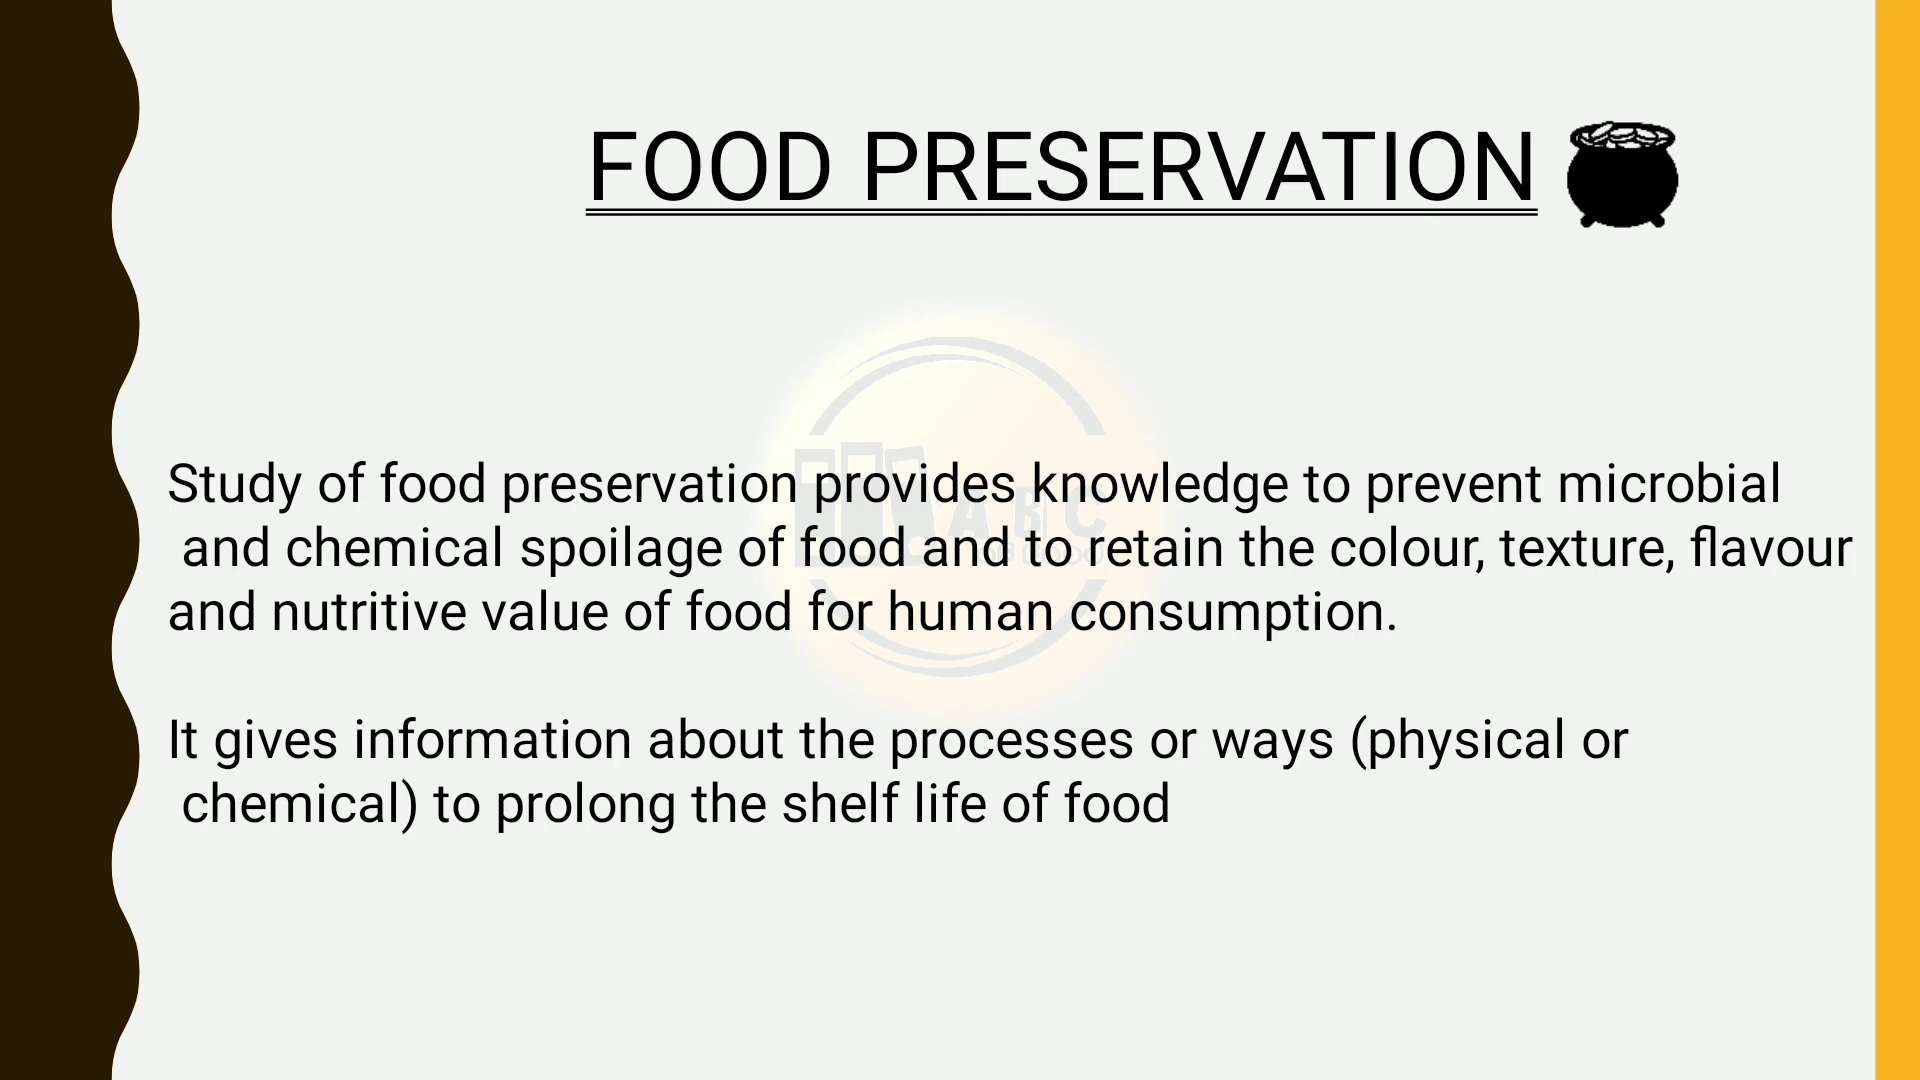 FOOD PRESERVATION
Study of food preservation provides knowledge to prevent microbial
and chemical spoilage of food and to retain the colour, texture, flavour
and nutritive value of food for human consumption.
It gives information about the processes or ways (physical or
chemical) to prolong the shelf life of food
ABC